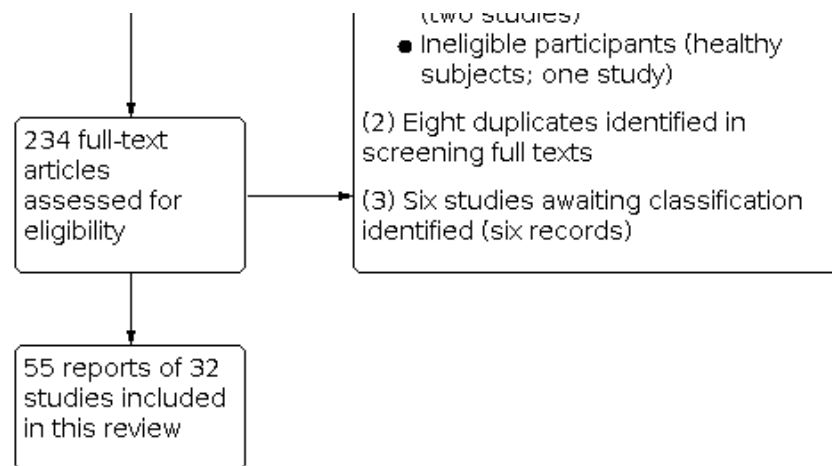 (two studies)
● Ineligible participants (healthy
subjects; one study)
(2) Eight duplicates identified in
screening full texts
(3) Six studies awaiting classification
identified (six records)
234 full-text
articles
assessed for
eligibility
55 reports of 32
studies included
in this review